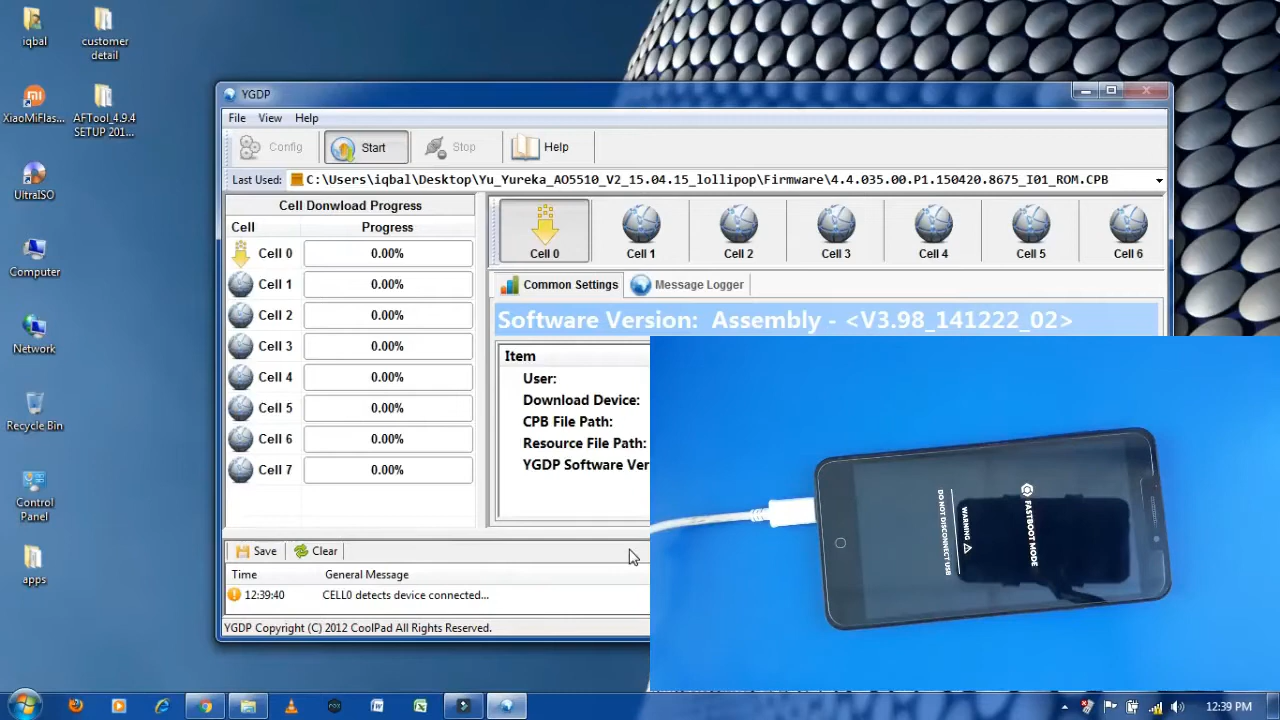 iqbal
customer
detail
XiaoMiFlas...
AFTool_4.9.4
SETUP 201...
UltraISO
Computer
Network
Recycle Bin
Control
Panel
apps
YGDP
File View Help
Config Start Stop Help
Last Used: C:\Users\iqbal\Desktop\Yu_Yureka_AO5510_V2_15.04.15_lollipop\Firmware\4.4.035.00.P1.150420.8675_I01_ROM.CPB
Cell Donwload Progress
Cell Progress
Cell 0 0.00%
Cell 1 0.00%
Cell 2 0.00%
Cell 3 0.00%
Cell 4 0.00%
Cell 5 0.00%
Cell 6 0.00%
Cell 7 0.00%
Cell 0 Cell 1 Cell 2 Cell 3 Cell 4 Cell 5 Cell 6
Common Settings Message Logger
Software Version: Assembly - <V3.98_141222_02>
Item
User:
Download Device:
CPB File Path:
Resource File Path:
YGDP Software Ver
Save Clear
Time General Message
12:39:40 CELL0 detects device connected...
YGDP Copyright (C) 2012 CoolPad All Rights Reserved.
FASTBOOT MODE
WARNING
DO NOT DISCONNECT USB
12:39 PM